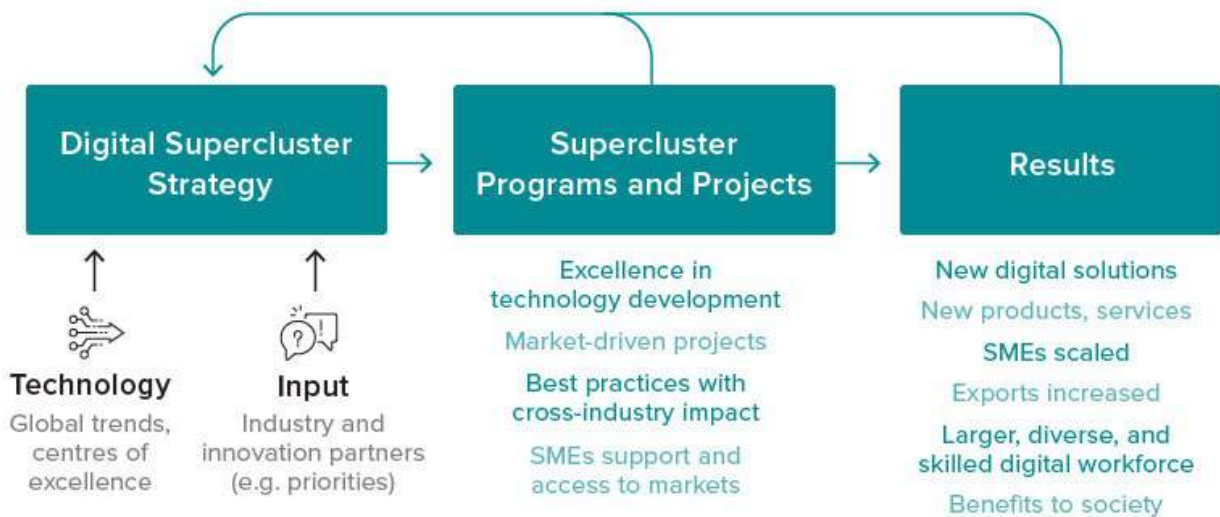 Digital Supercluster
Strategy
Supercluster
Programs and Projects
Results
Technology
Global trends,
centres of
excellence
Input
Industry and
innovation partners
(e.g. priorities)
Excellence in
technology development
Market-driven projects
Best practices with
cross-industry impact
SMEs support and
access to markets
New digital solutions
New products, services
SMEs scaled
Exports increased
Larger, diverse, and
skilled digital workforce
Benefits to society